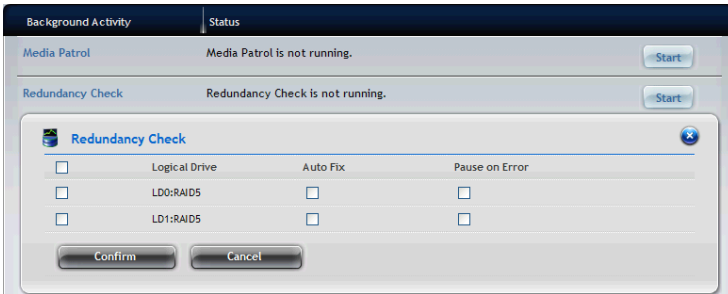 Background Activity Status
Media Patrol Media Patrol is not running. Start
Redundancy Check Redundancy Check is not running. Start
Redundancy Check
Logical Drive Auto Fix Pause on Error
LD0:RAID5
LD1:RAID5
Confirm Cancel